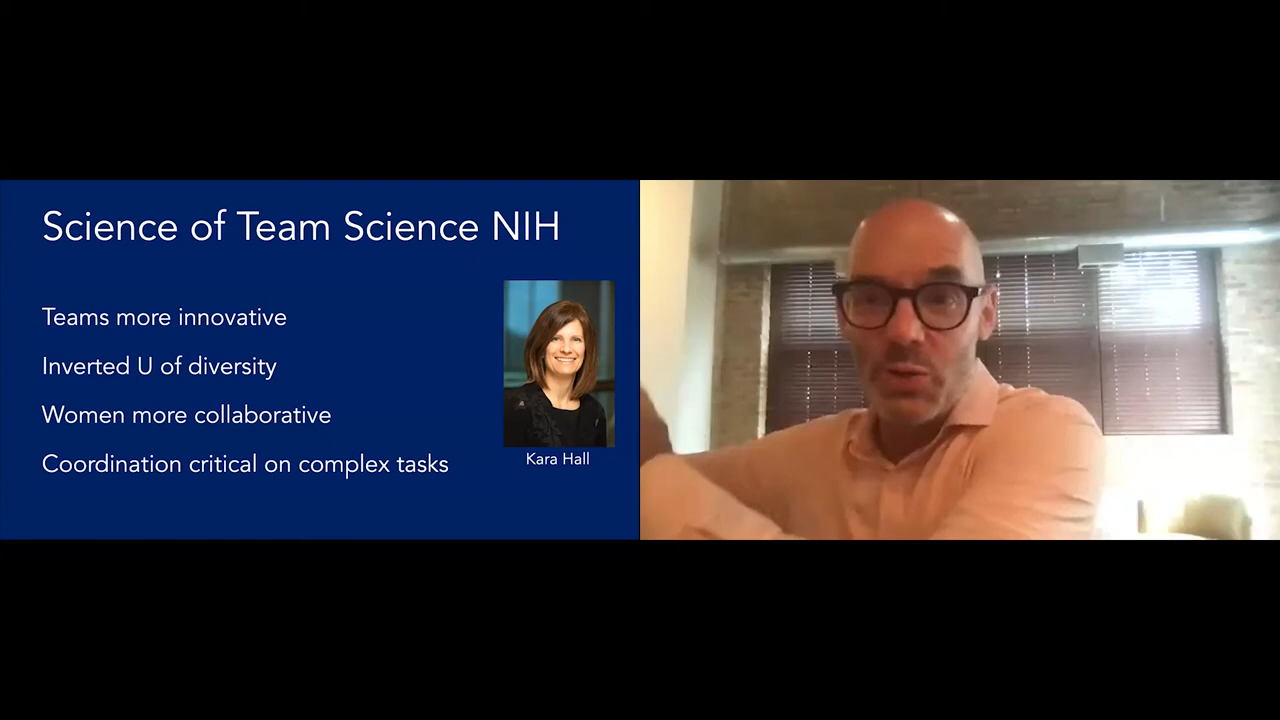 Science of Team Science NIH
Teams more innovative
Inverted U of diversity
Women more collaborative
Coordination critical on complex tasks
Kara Hall